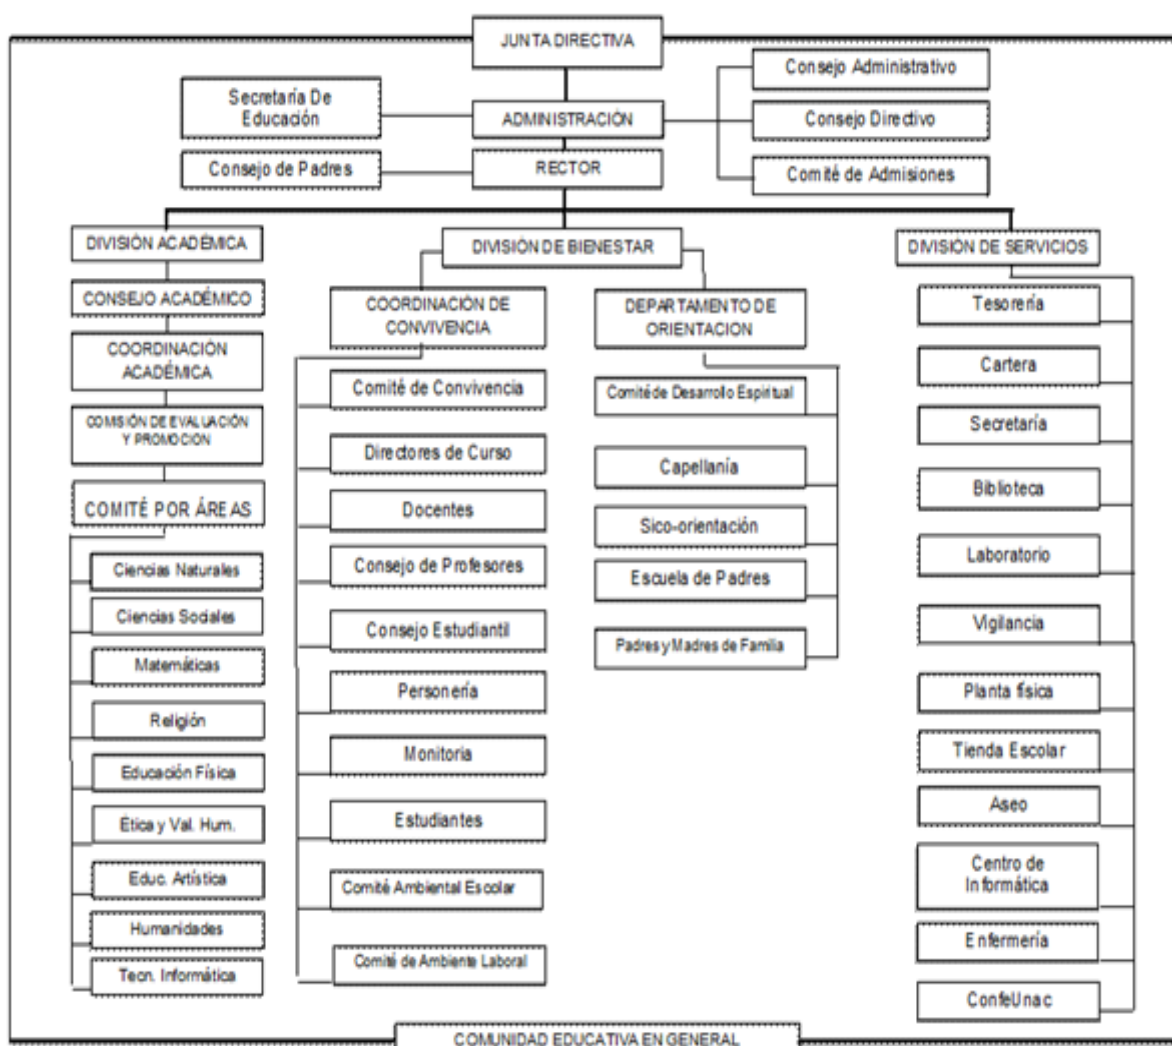 JUNTA DIRECTIVA
Secretaría De
Educación
ADMINISTRACIÓN
Consejo Administrativo
Consejo Directivo
Consejo de Padres
RECTOR
Comité de Admisiones
DIVISIÓN ACADÉMICA
CONSEJO ACADÉMICO
COORDINACIÓN
ACADÉMICA
COMISIÓN DE EVALUACIÓN
Y PROMOCION
COMITÉ POR ÁREAS
Ciencias Naturales
Ciencias Sociales
Matemáticas
Religión
Educación Física
Ética y Val. Hum.
Educ. Artística
Humanidades
Tecn. Informática
DIVISIÓN DE BIENESTAR
COORDINACIÓN DE
CONVIVENCIA
Comité de Convivencia
Directores de Curso
Docentes
Consejo de Profesores
Consejo Estudiantil
Personería
Monitoria
Estudiantes
Comité Ambiental Escolar
Comité de Ambiente Laboral
DEPARTAMENTO DE
ORIENTACION
Comité de Desarrollo Espiritual
Capellanía
Sico-orientación
Escuela de Padres
Padres y Madres de Familia
DIVISIÓN DE SERVICIOS
Tesorería
Cartera
Secretaría
Biblioteca
Laboratorio
Vigilancia
Planta física
Tienda Escolar
Aseo
Centro de
Informática
Enfermería
ConfeUnac
COMUNIDAD EDUCATIVA EN GENERAL